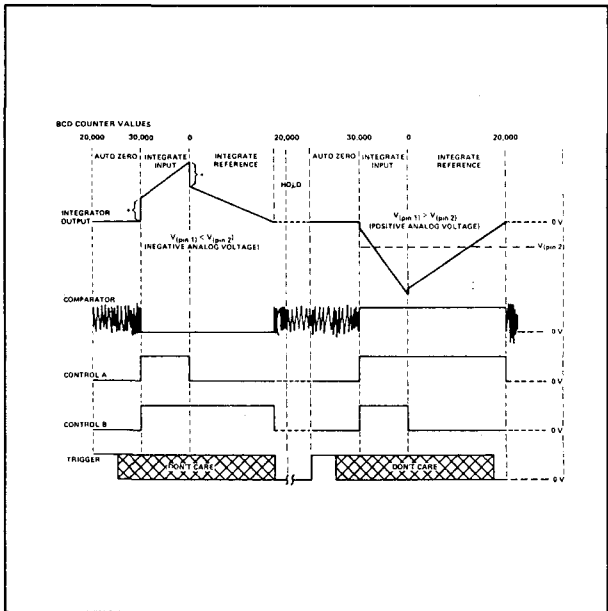 BCD COUNTER VALUES
20,000 30,000 0 20,000 30,000 0 20,000
AUTO ZERO INTEGRATE INPUT INTEGRATE REFERENCE HOLD AUTO ZERO INTEGRATE INPUT INTEGRATE REFERENCE
INTEGRATOR OUTPUT
V(pin 1) < V(pin 2)
(NEGATIVE ANALOG VOLTAGE)
V(pin 1) > V(pin 2)
(POSITIVE ANALOG VOLTAGE)
0 V
V(pin 2)
COMPARATOR
0 V
CONTROL A
0 V
CONTROL B
0 V
TRIGGER
DON'T CARE DON'T CARE
0 V